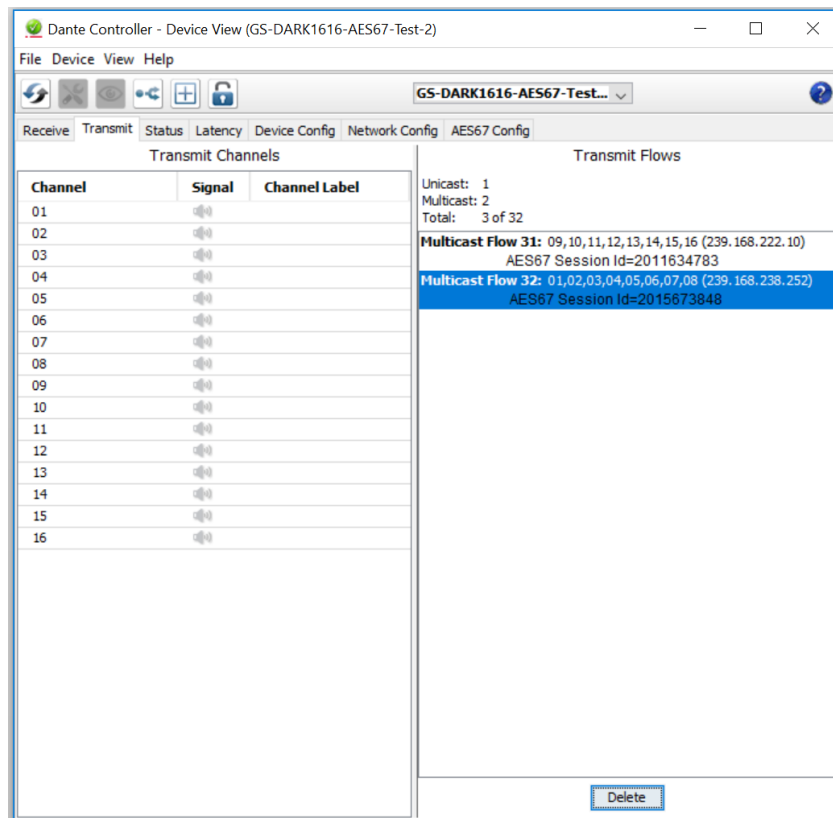 Dante Controller - Device View (GS-DARK1616-AES67-Test-2)
File Device View Help
GS-DARK1616-AES67-Test...
?
Receive Transmit Status Latency Device Config Network Config AES67 Config
Transmit Channels
Channel Signal Channel Label
01
02
03
04
05
06
07
08
09
10
11
12
13
14
15
16
Transmit Flows
Unicast: 1
Multicast: 2
Total: 3 of 32
Multicast Flow 31: 09,10,11,12,13,14,15,16 (239.168.222.10)
AES67 Session Id=2011634783
Multicast Flow 32: 01,02,03,04,05,06,07,08 (239.168.238.252)
AES67 Session Id=2015673848
Delete